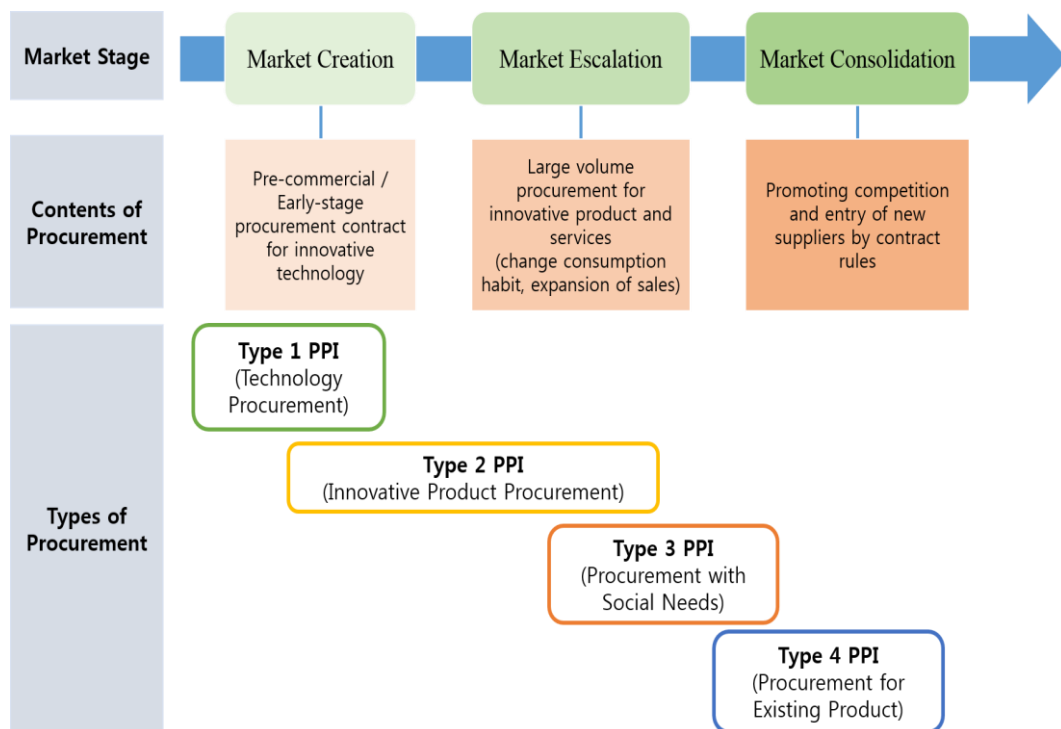 Market Stage
Market Creation
Market Escalation
Market Consolidation
Contents of
Procurement
Pre-commercial /
Early-stage
procurement contract
for innovative
technology
Large volume
procurement for
innovative product and
services
(change consumption
habit, expansion of sales)
Promoting competition
and entry of new
suppliers by contract
rules
Types of
Procurement
Type 1 PPI
(Technology
Procurement)
Type 2 PPI
(Innovative Product Procurement)
Type 3 PPI
(Procurement with
Social Needs)
Type 4 PPI
(Procurement for
Existing Product)